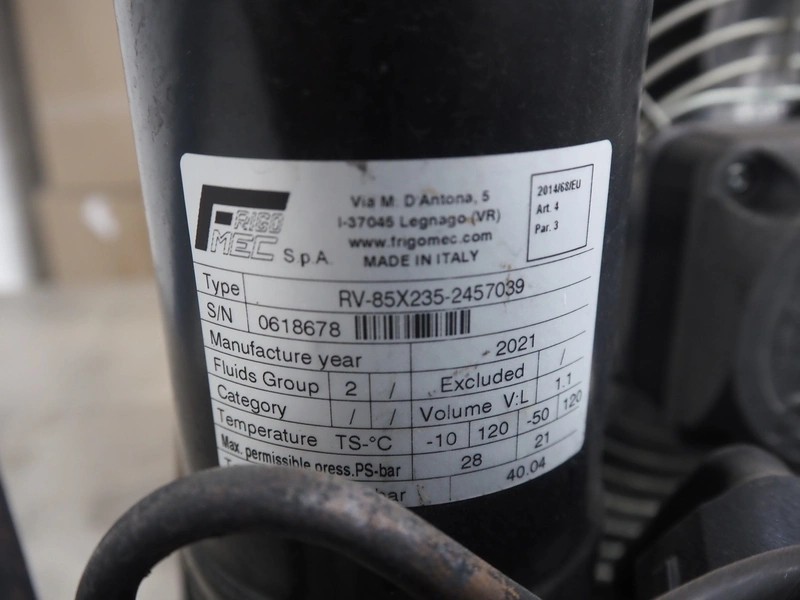 FRIGO
MEC S.p.A.
Via M. D'Antona, 5
I-37045 Legnago (VR)
www.frigomec.com
MADE IN ITALY
2014/68/EU
Art. 4
Par. 3
Type RV-85X235-2457039
S/N 0618678
Manufacture year 2021
Fluids Group 2 / Excluded /
Category / / Volume V:L 1.1
Temperature TS-°C -10 120 -50 120
Max. permissible press.PS-bar 28 21
bar 40.04